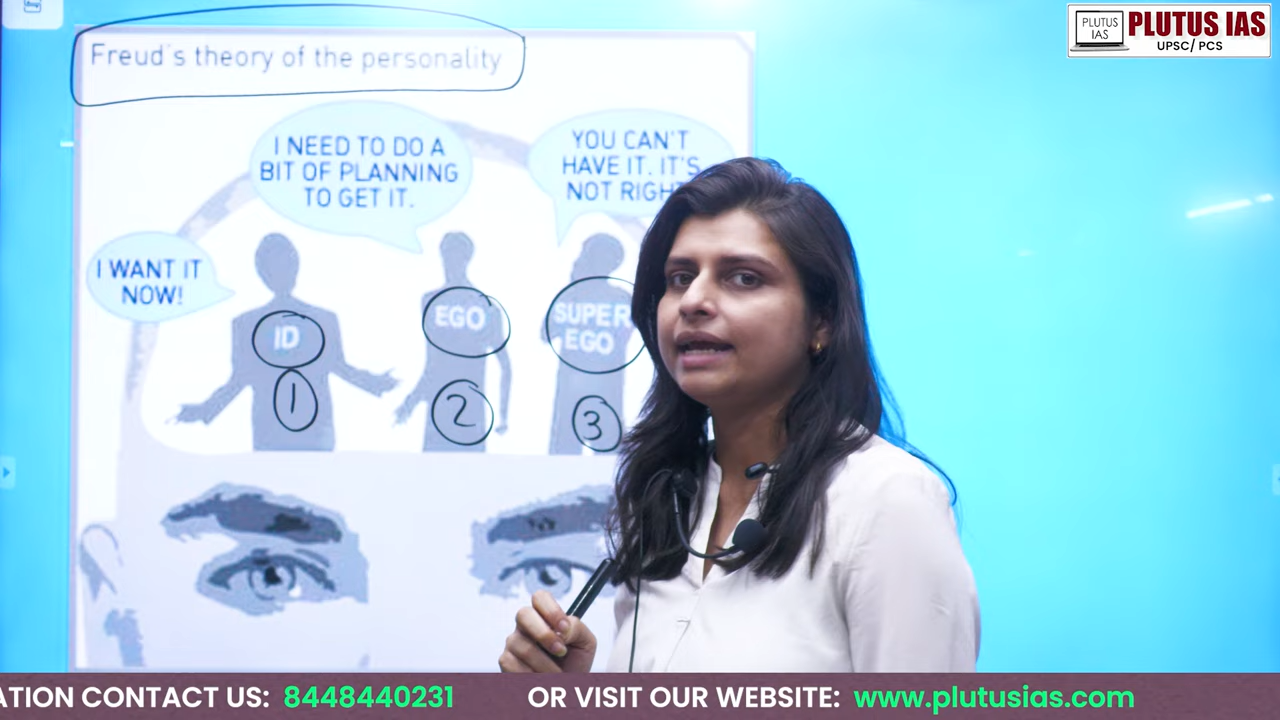 Buy
PLUTUS
IAS
PLUTUS IAS
UPSC/ PCS
Freud's theory of the personality
I NEED TO DO A
BIT OF PLANNING
TO GET IT.
YOU CAN'T
HAVE IT. IT'S
NOT RIGHT
I WANT IT
NOW!
ID
EGO
SUPER
EGO
1
2
3
ATION CONTACT US: 8448440231
OR VISIT OUR WEBSITE: www.plutusias.com